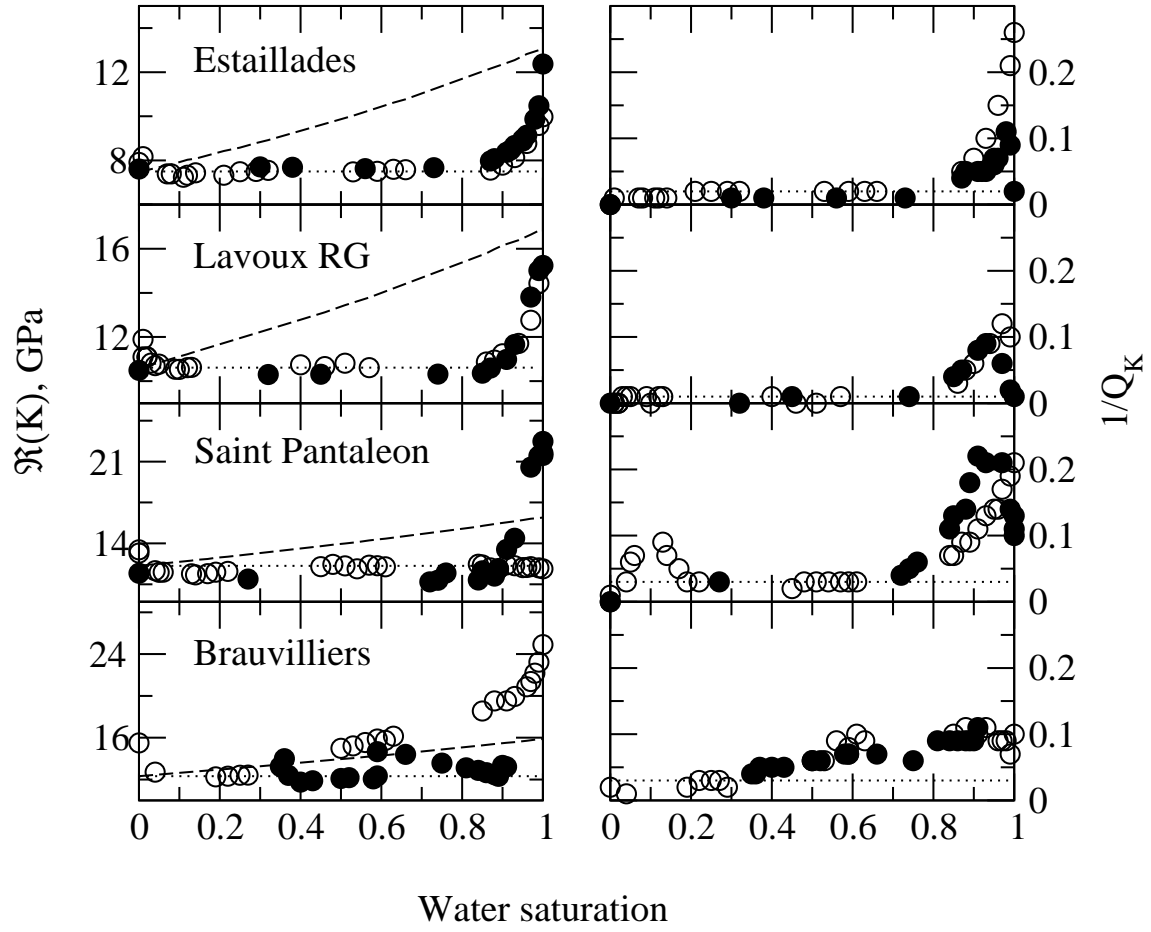 Estaillades
12
8
0.2
0.1
0
Lavoux RG
16
12
0.2
0.1
0
Saint Pantaleon
21
14
0.2
0.1
0
Brauvilliers
24
16
0.2
0.1
0
0 0.2 0.4 0.6 0.8 1
0 0.2 0.4 0.6 0.8 1
ℜ(K), GPa
1/Q_K
Water saturation